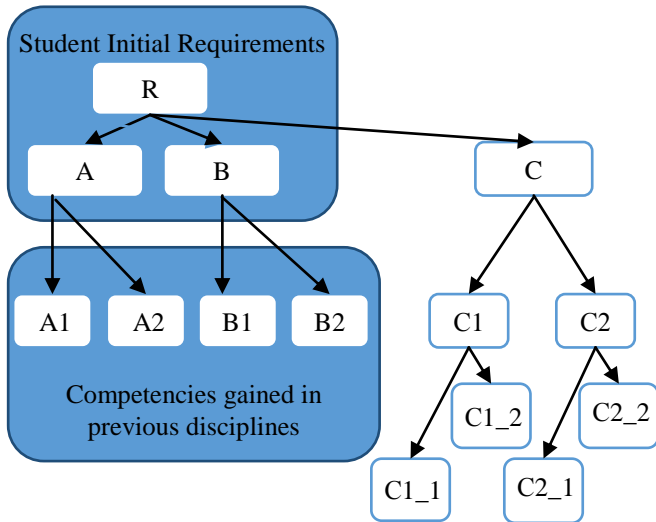 Student Initial Requirements
R
A
B
C
A1
A2
B1
B2
C1
C2
Competencies gained in
previous disciplines
C1_2
C2_2
C1_1
C2_1